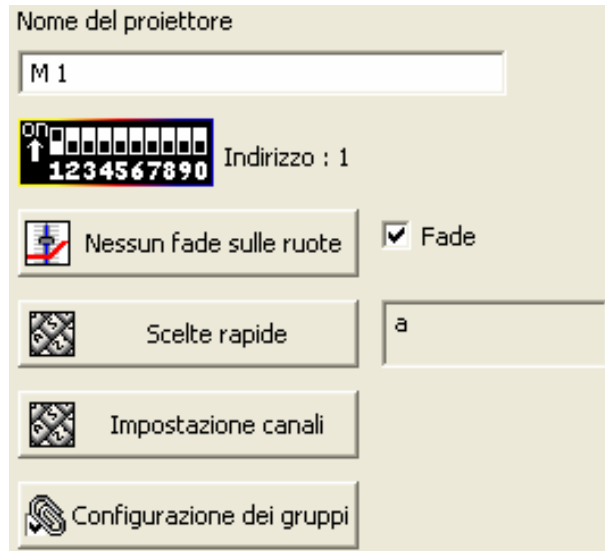 Nome del proiettore
M 1
on
1234567890
Indirizzo : 1
Nessun fade sulle ruote
Fade
Scelte rapide
a
Impostazione canali
Configurazione dei gruppi